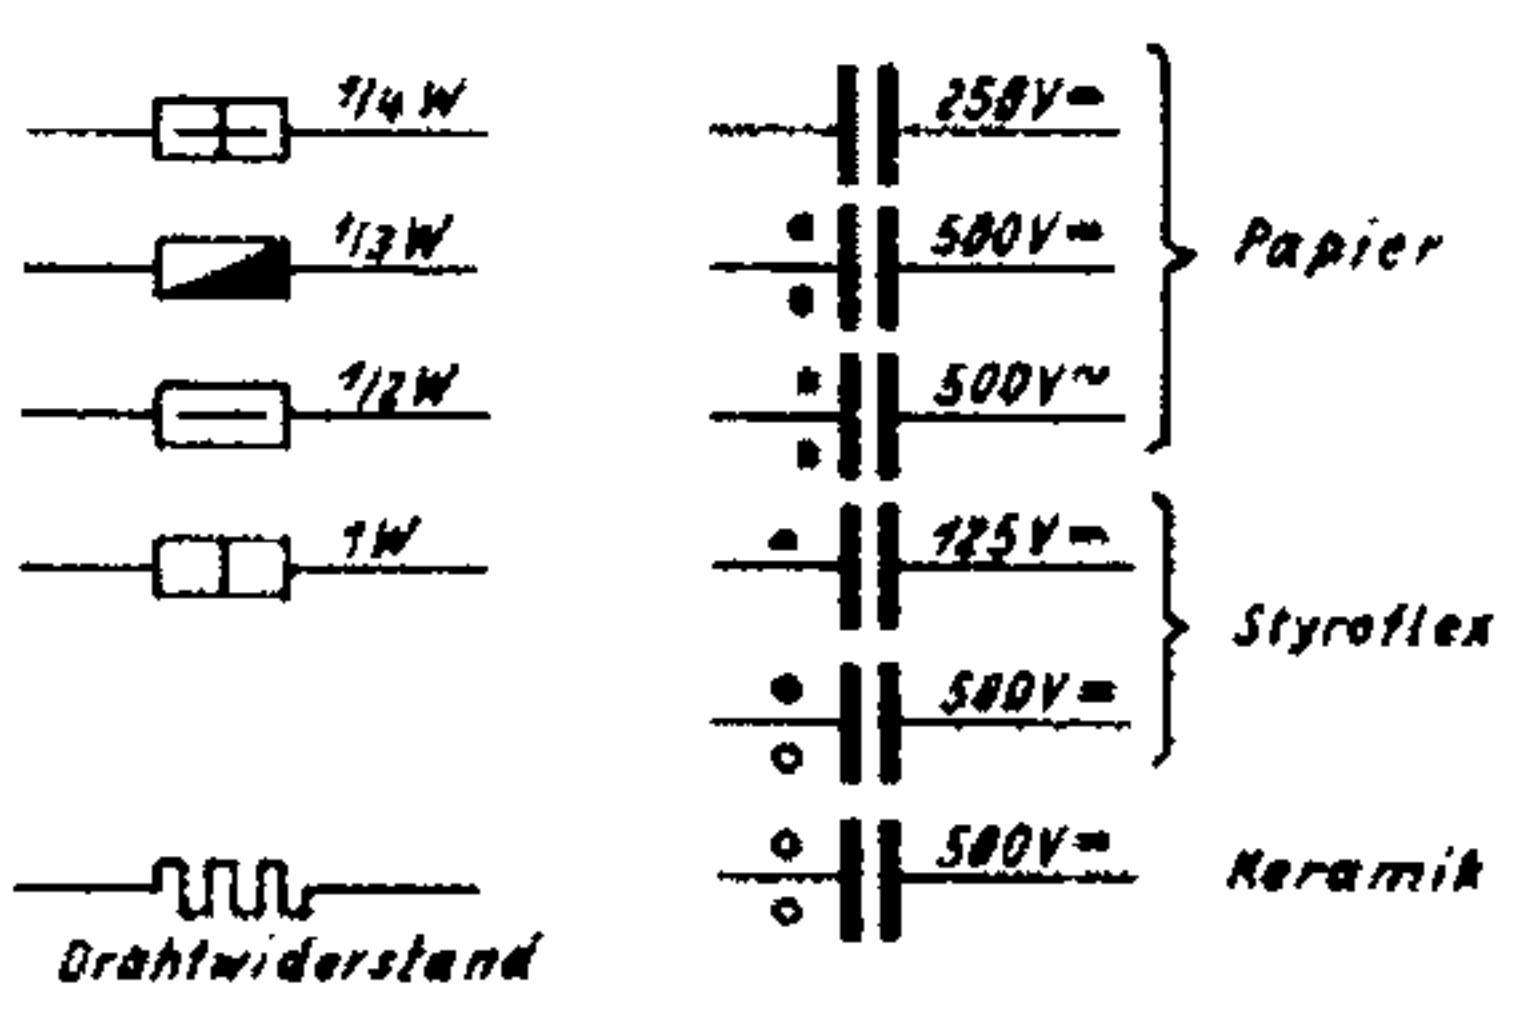 1/4 W
1/3 W
1/2 W
1 W
Drahtwiderstand
250V=
500V=
500V~
Papier
125V=
500V=
Styroflex
500V=
Keramik